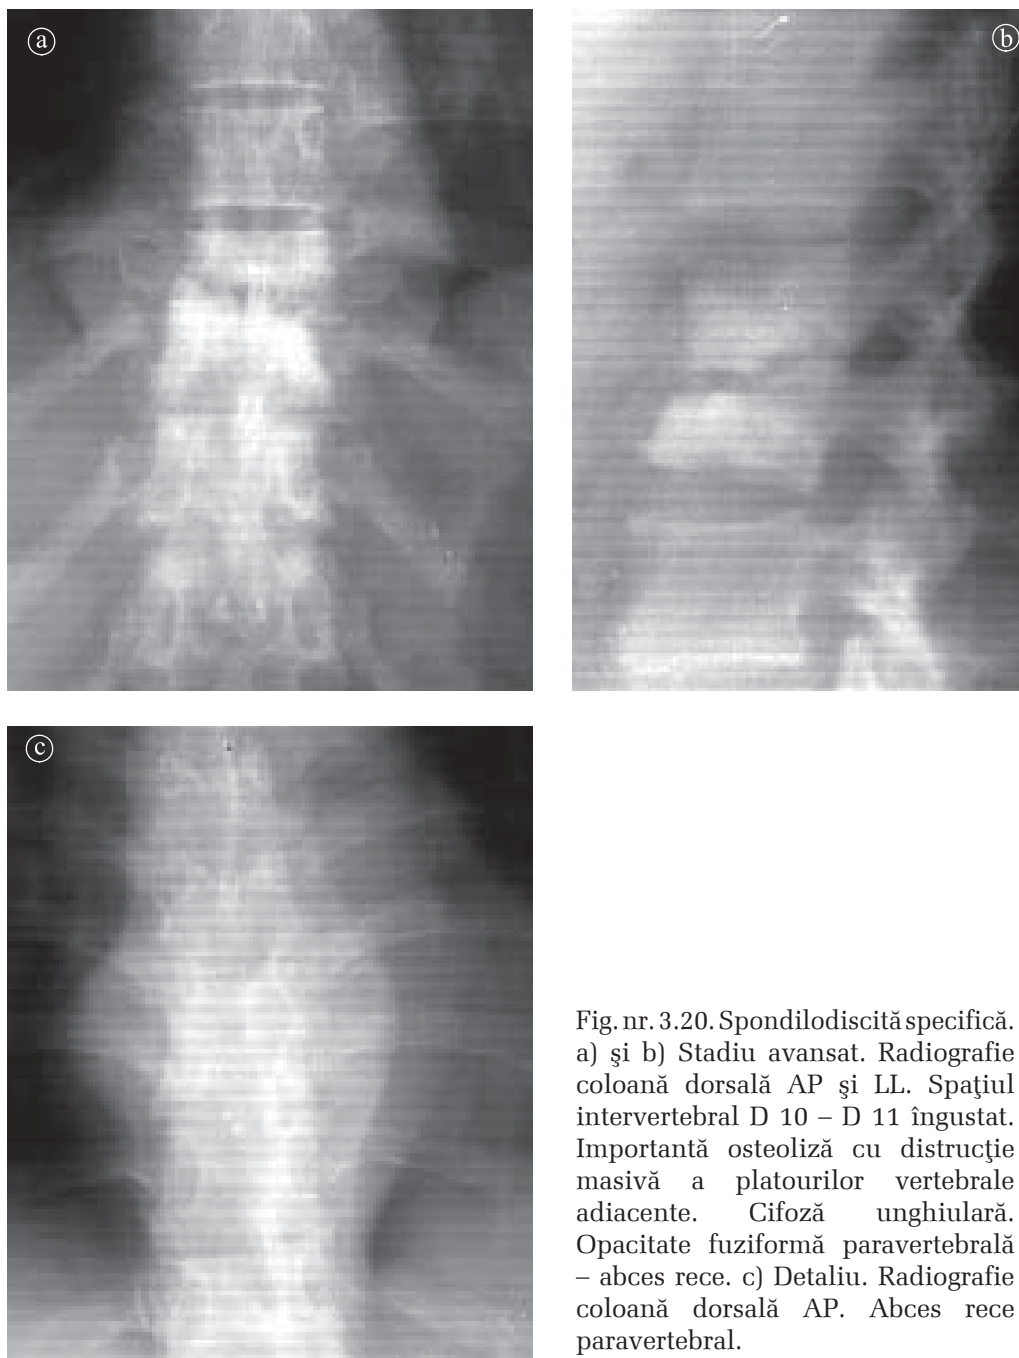 a
b
c
Fig. nr. 3.20. Spondilodiscită specifică.
a) şi b) Stadiu avansat. Radiografie
coloană dorsală AP şi LL. Spaţiul
intervertebral D 10 – D 11 îngustat.
Importantă osteoliză cu distrucţie
masivă a platourilor vertebrale
adiacente. Cifoză unghiulară.
Opacitate fuziformă paravertebrală
– abces rece. c) Detaliu. Radiografie
coloană dorsală AP. Abces rece
paravertebral.